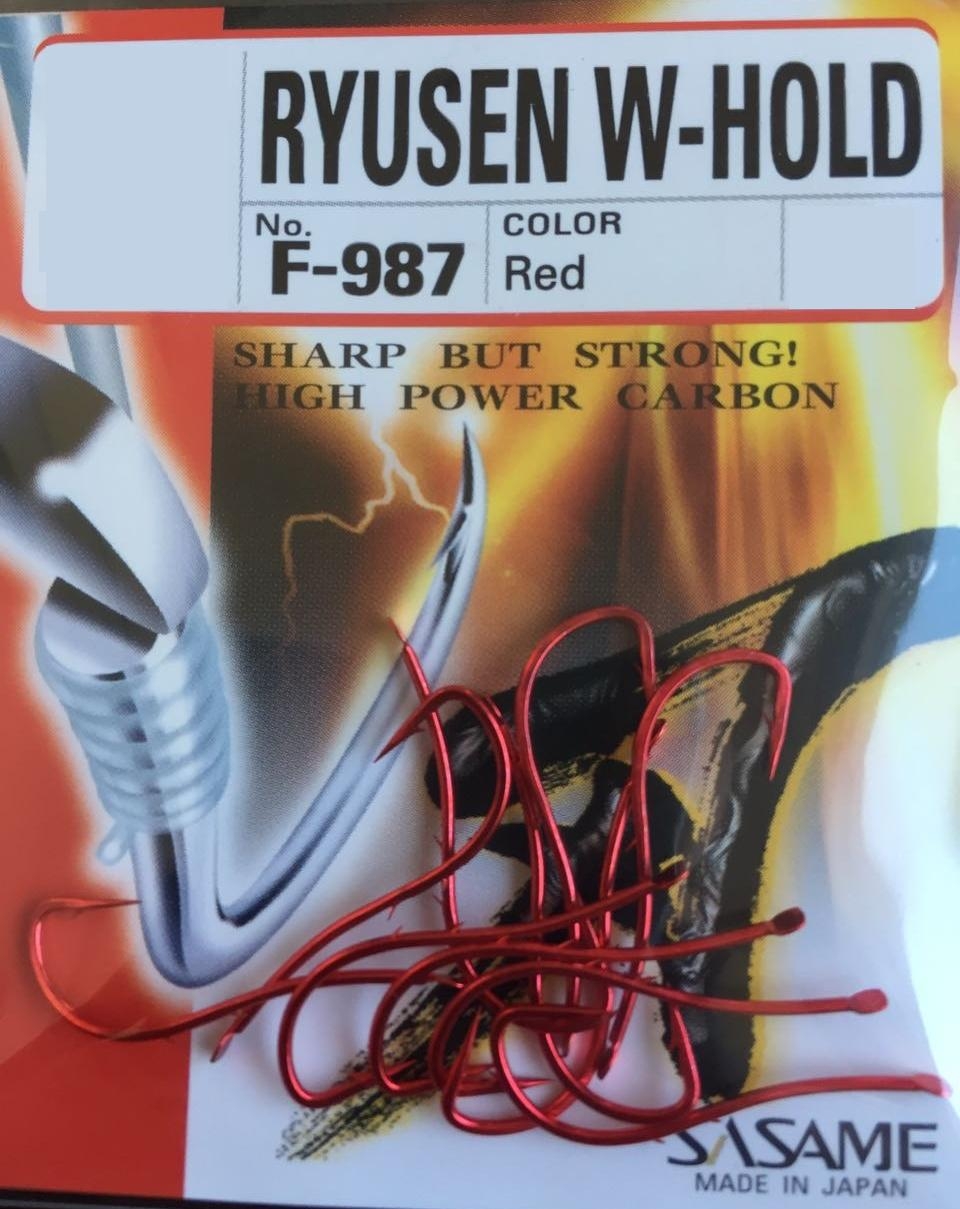 RYUSEN W-HOLD
No.
F-987
COLOR
Red
SHARP BUT STRONG!
HIGH POWER CARBON
SASAME
MADE IN JAPAN